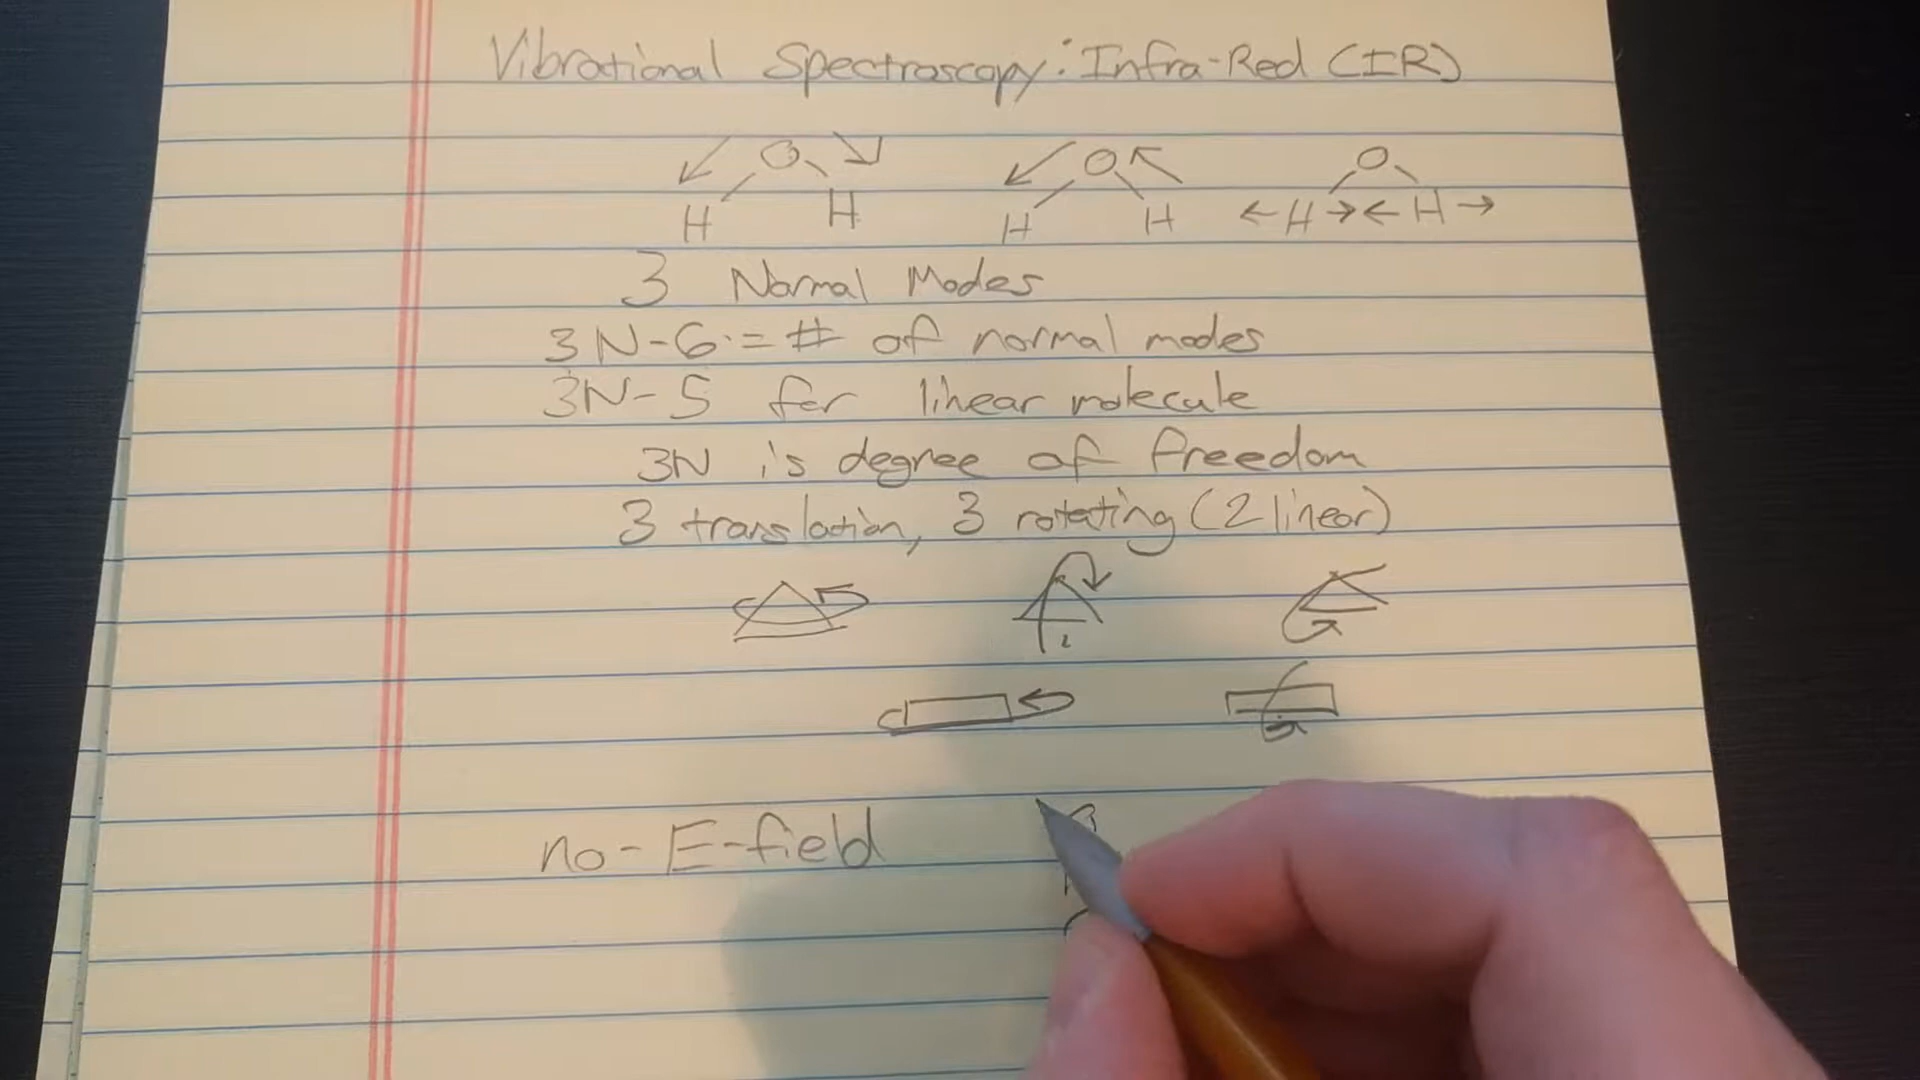 Vibrational Spectroscopy: Infra-Red (IR)
O O O
H H H H ←H→←H→
3 Normal Modes
3N-6 = # of normal modes
3N-5 for linear molecule
3N is degree of freedom
3 translation, 3 rotating (2 linear)
no-E-field